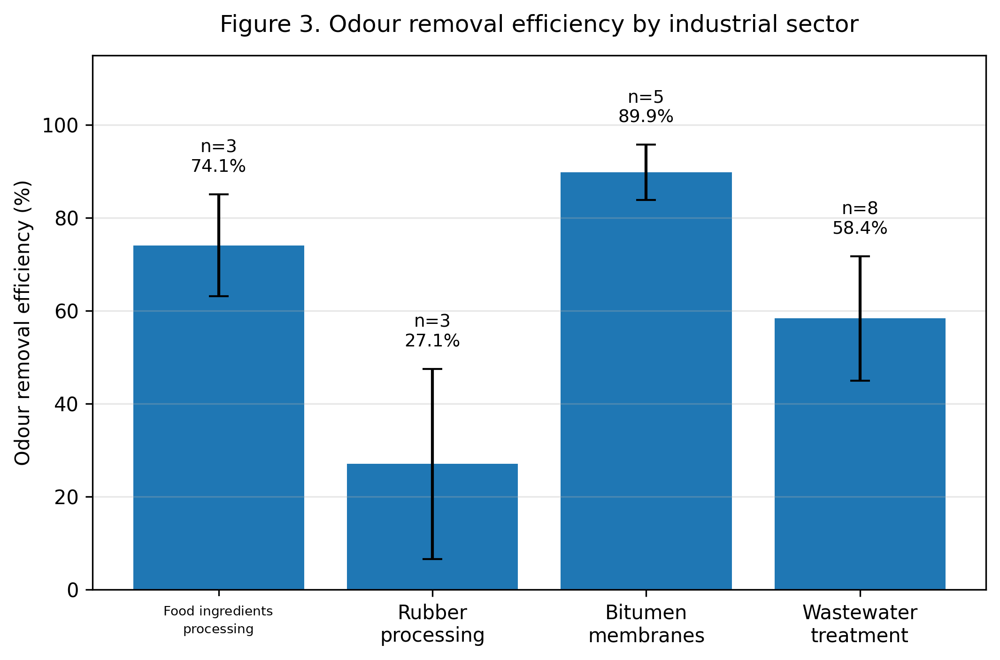 Figure 3. Odour removal efficiency by industrial sector
Odour removal efficiency (%)
100
80
60
40
20
0
n=3
74.1%
n=3
27.1%
n=5
89.9%
n=8
58.4%
Food ingredients
processing
Rubber
processing
Bitumen
membranes
Wastewater
treatment